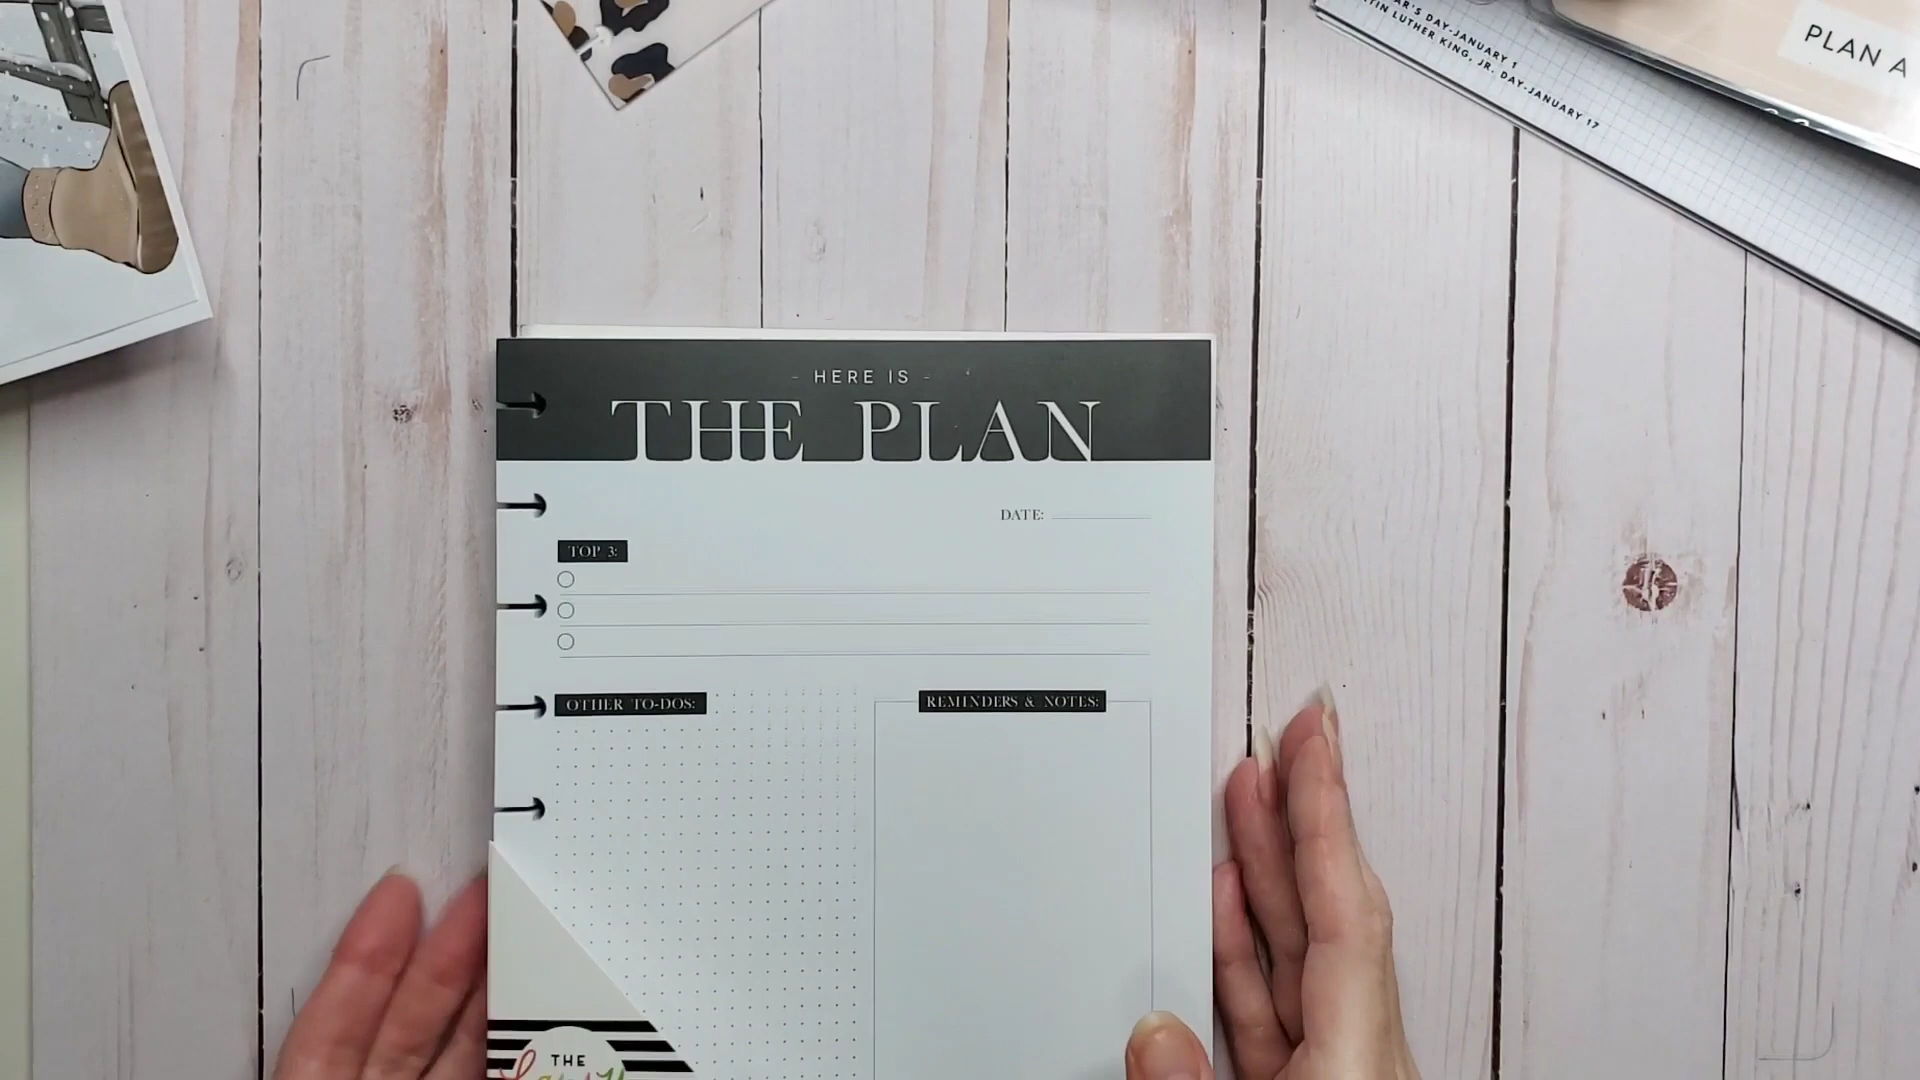 JANUARY 1
TIN LUTHER KING, JR. DAY-JANUARY 17
PLAN A
- HERE IS -
THE PLAN
DATE:
TOP 3:
OTHER TO-DOS:
REMINDERS & NOTES:
THE